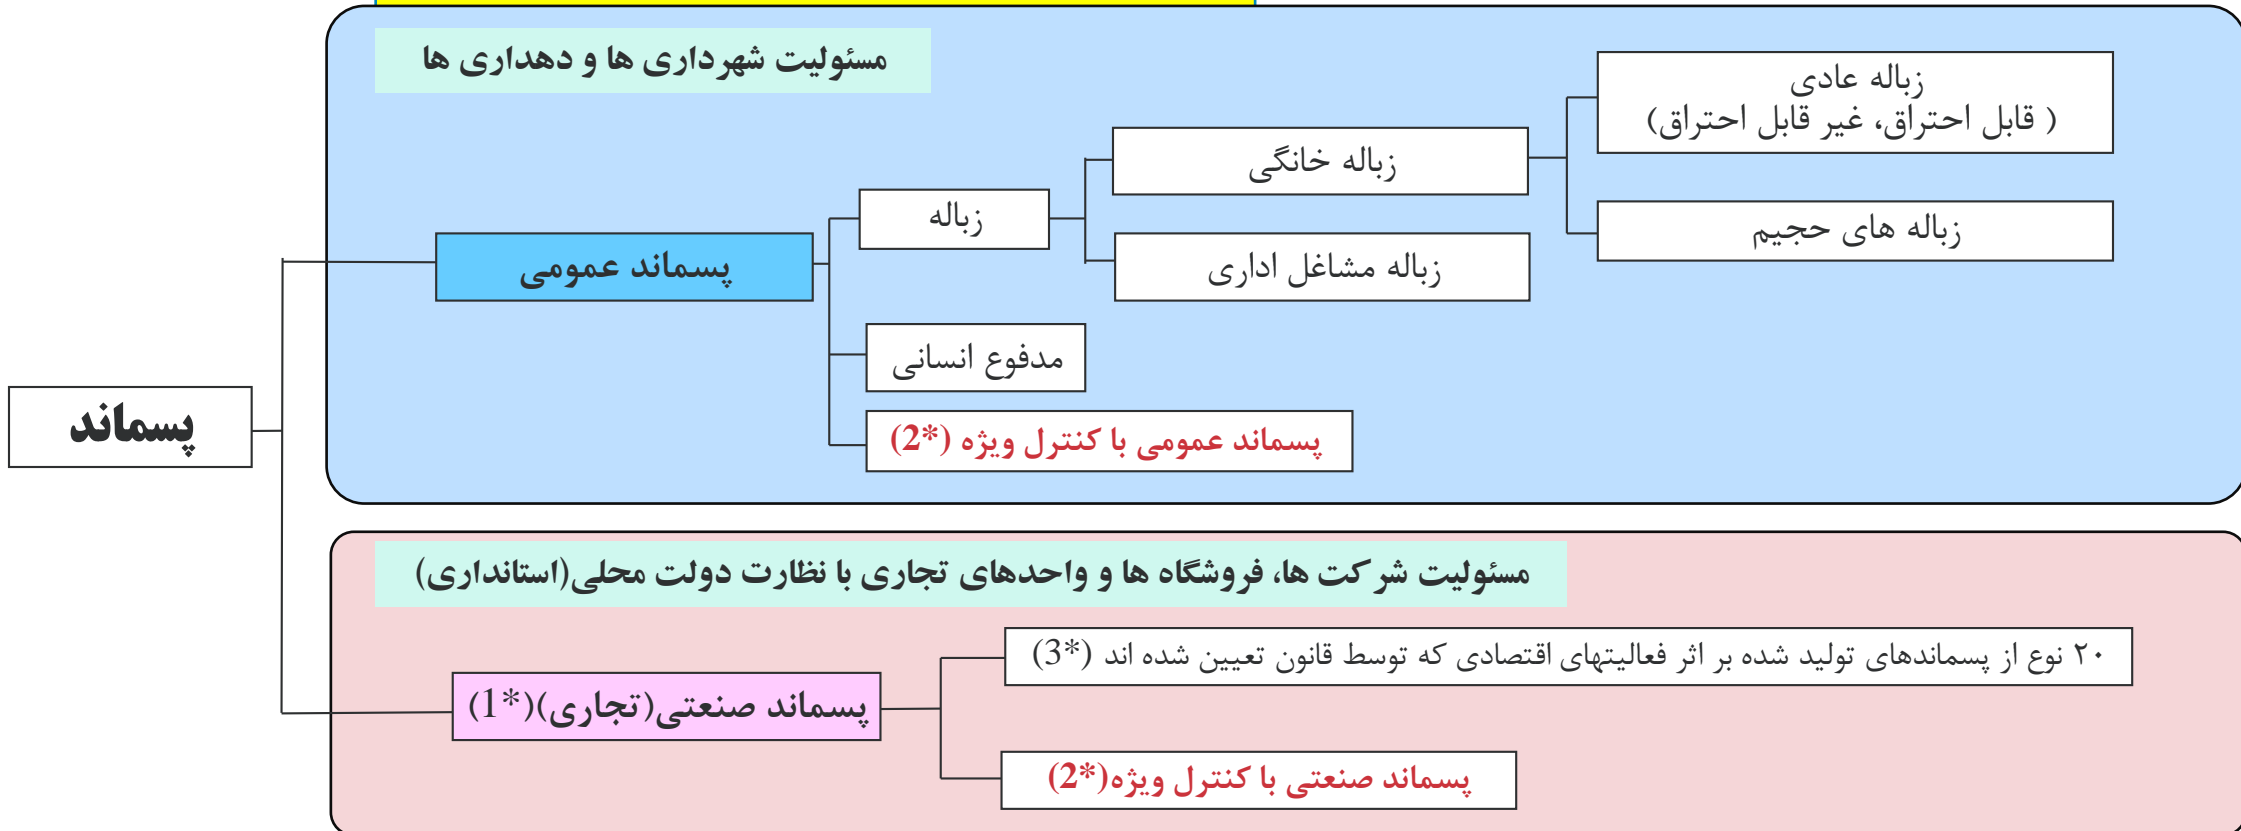 مسئولیت شهرداری ها و دهداری ها
زباله عادی
( قابل احتراق، غیر قابل احتراق)
زباله خانگی
زباله
زباله های حجیم
پسماند عمومی
زباله مشاغل اداری
مدفوع انسانی
پسماند
پسماند عمومی با کنترل ویژه (2*)
مسئولیت شرکت ها، فروشگاه ها و واحدهای تجاری با نظارت دولت محلی(استانداری)
۲۰ نوع از پسماندهای تولید شده بر اثر فعالیتهای اقتصادی که توسط قانون تعیین شده اند (3*)
پسماند صنعتی(تجاری)(1*)
پسماند صنعتی با کنترل ویژه(2*)